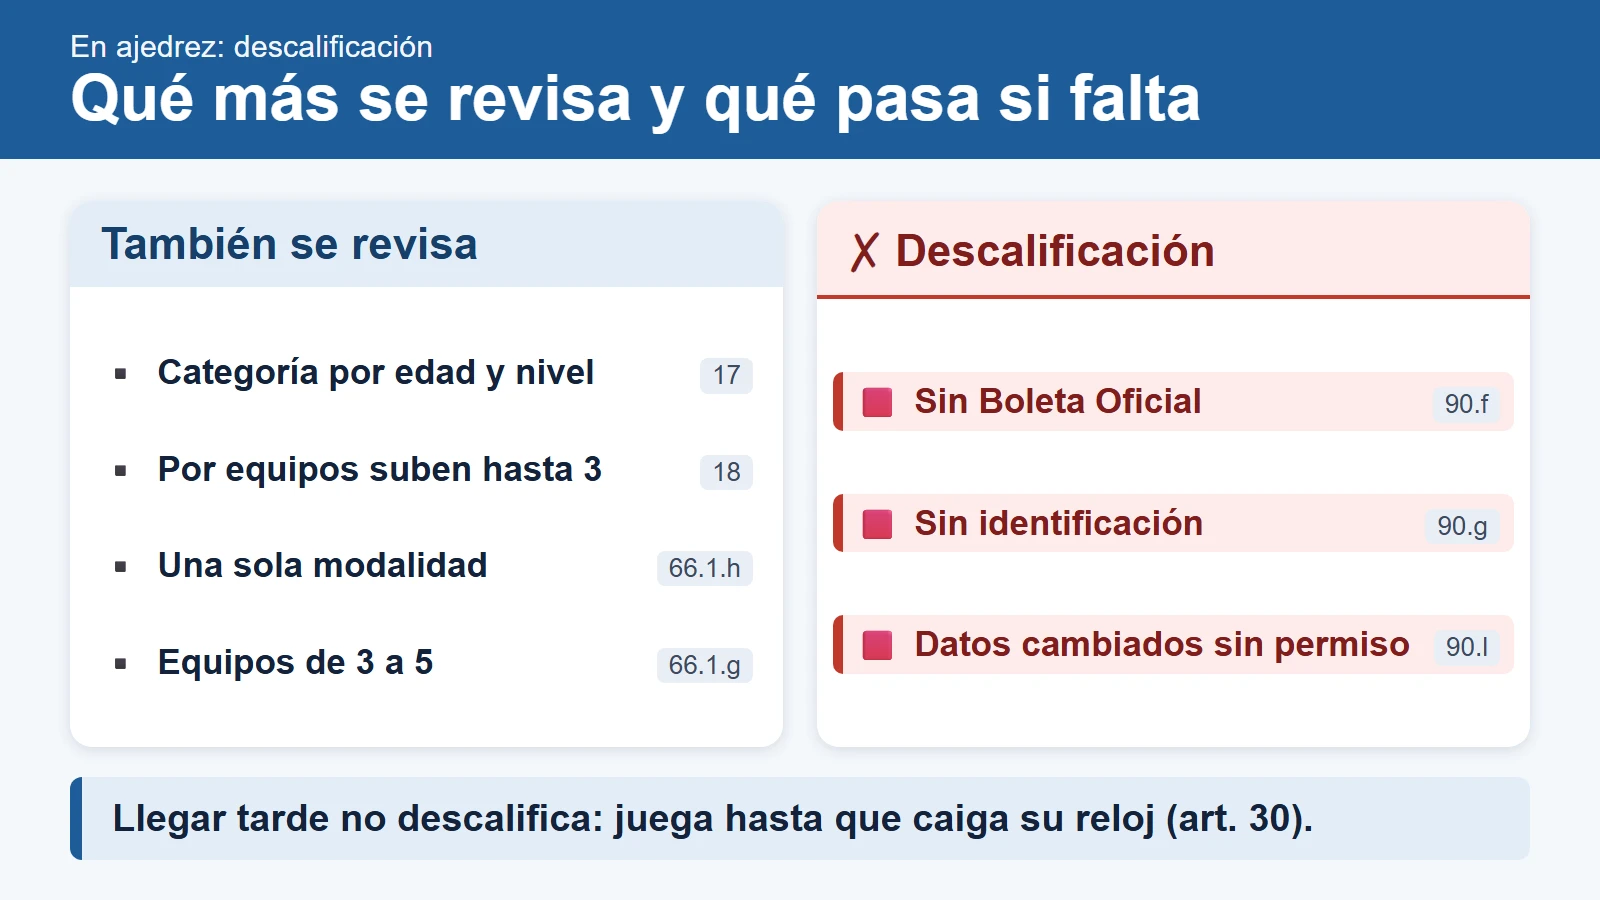 En ajedrez: descalificación
Qué más se revisa y qué pasa si falta
También se revisa
▪ Categoría por edad y nivel 17
▪ Por equipos suben hasta 3 18
▪ Una sola modalidad 66.1.h
▪ Equipos de 3 a 5 66.1.g
✗ Descalificación
🟥 Sin Boleta Oficial 90.f
🟥 Sin identificación 90.g
🟥 Datos cambiados sin permiso 90.l
Llegar tarde no descalifica: juega hasta que caiga su reloj (art. 30).